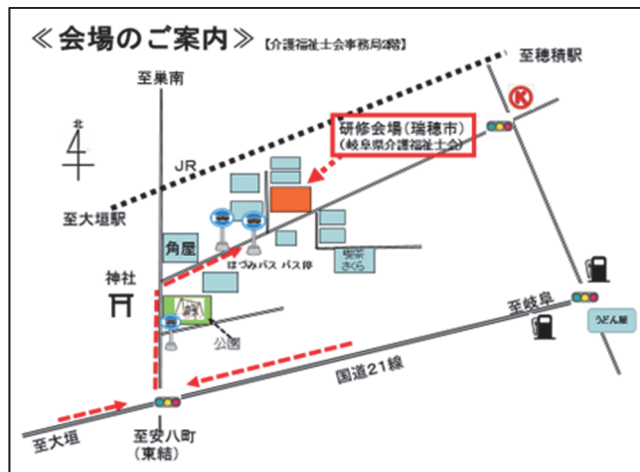 ≪会場のご案内≫【介護福祉士会事務局2階】
至穂積駅
至巣南
K
北
研修会場(瑞穂市)
(岐阜県介護福祉士会)
JR
至大垣駅
角屋
ほづみバス バス停
喫茶
さくら
神社
至岐阜
うどん屋
公園
国道21線
至大垣
至安八町
(東結)